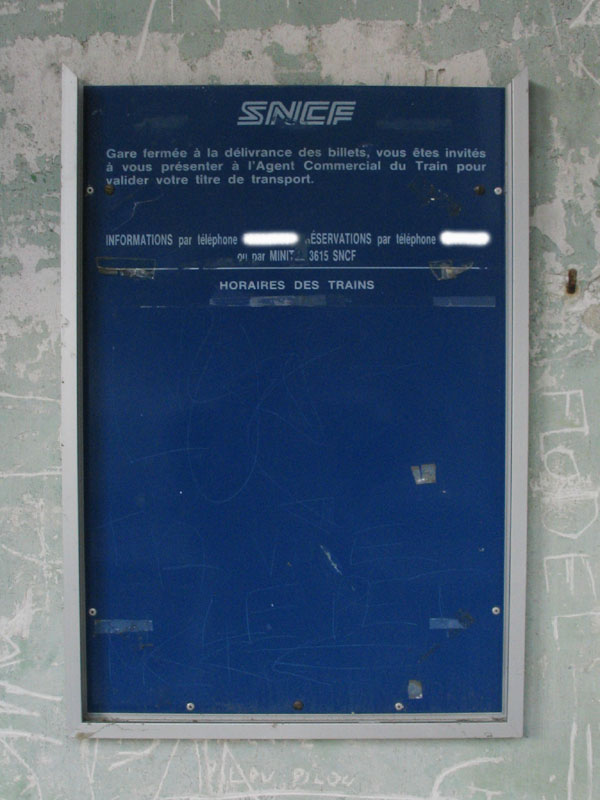 SNCF
Gare fermée à la délivrance des billets, vous êtes invités
à vous présenter à l'Agent Commercial du Train pour
valider votre titre de transport.
INFORMATIONS par téléphone RÉSERVATIONS par téléphone
ou par MINITEL 3615 SNCF
HORAIRES DES TRAINS